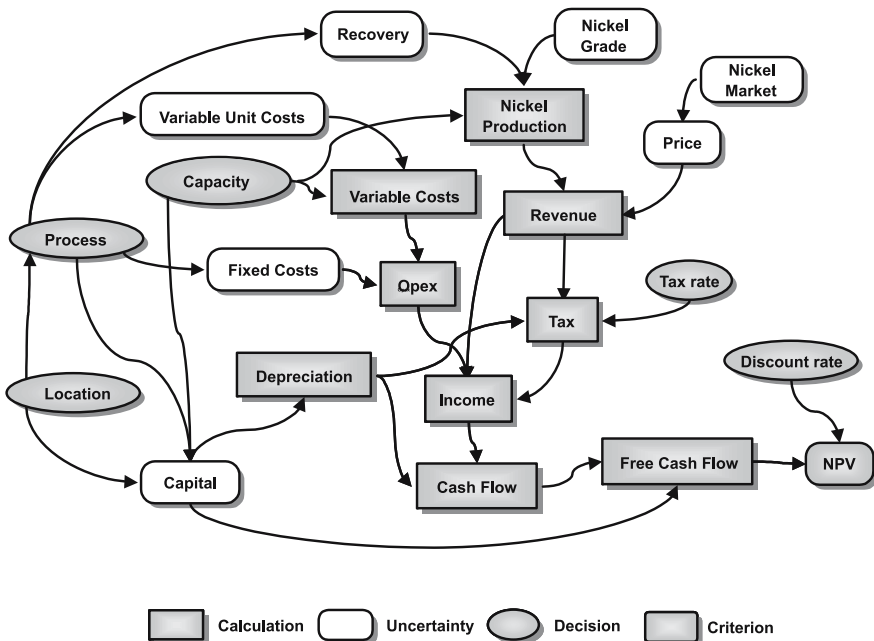 Recovery
Nickel
Grade
Nickel
Market
Variable Unit Costs
Nickel
Production
Price
Capacity
Variable Costs
Revenue
Process
Fixed Costs
Opex
Tax rate
Tax
Location
Depreciation
Income
Discount rate
Capital
Cash Flow
Free Cash Flow
NPV
Calculation
Uncertainty
Decision
Criterion